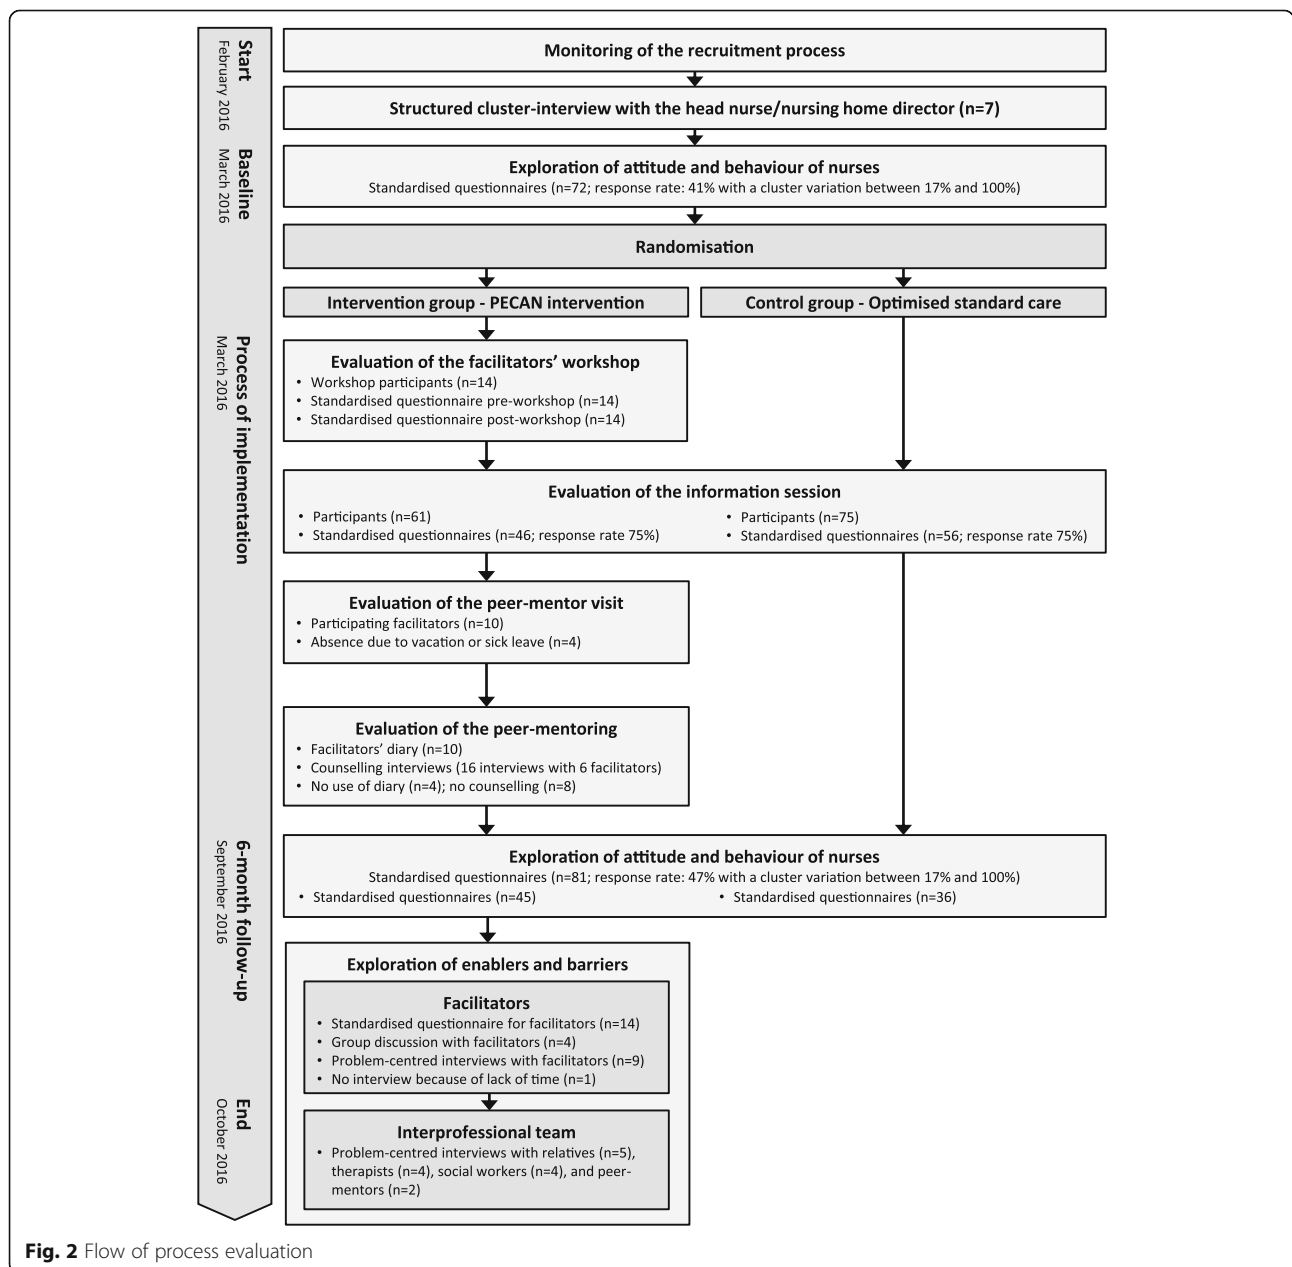 Start
February 2016
Monitoring of the recruitment process
Structured cluster-interview with the head nurse/nursing home director (n=7)
Baseline
March 2016
Exploration of attitude and behaviour of nurses
Standardised questionnaires (n=72; response rate: 41% with a cluster variation between 17% and 100%)
Randomisation
Intervention group - PECAN intervention
Control group - Optimised standard care
Process of implementation
March 2016
Evaluation of the facilitators’ workshop
• Workshop participants (n=14)
• Standardised questionnaire pre-workshop (n=14)
• Standardised questionnaire post-workshop (n=14)
Evaluation of the information session
• Participants (n=61)
• Standardised questionnaires (n=46; response rate 75%)
• Participants (n=75)
• Standardised questionnaires (n=56; response rate 75%)
Evaluation of the peer-mentor visit
• Participating facilitators (n=10)
• Absence due to vacation or sick leave (n=4)
Evaluation of the peer-mentoring
• Facilitators’ diary (n=10)
• Counselling interviews (16 interviews with 6 facilitators)
• No use of diary (n=4); no counselling (n=8)
6-month follow-up
September 2016
Exploration of attitude and behaviour of nurses
Standardised questionnaires (n=81; response rate: 47% with a cluster variation between 17% and 100%)
• Standardised questionnaires (n=45)
• Standardised questionnaires (n=36)
Exploration of enablers and barriers
Facilitators
• Standardised questionnaire for facilitators (n=14)
• Group discussion with facilitators (n=4)
• Problem-centred interviews with facilitators (n=9)
• No interview because of lack of time (n=1)
End
October 2016
Interprofessional team
• Problem-centred interviews with relatives (n=5),
therapists (n=4), social workers (n=4), and peer-
mentors (n=2)
Fig. 2 Flow of process evaluation